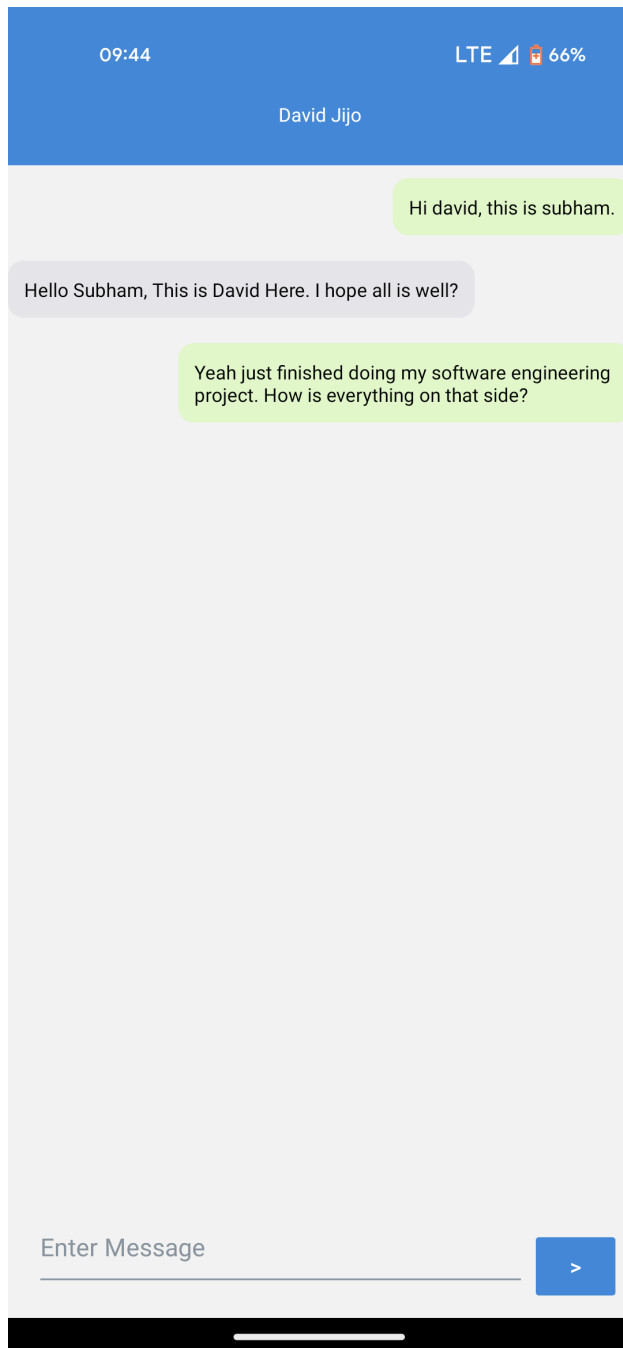 09:44
LTE 66%
David Jijo
Hi david, this is subham.
Hello Subham, This is David Here. I hope all is well?
Yeah just finished doing my software engineering
project. How is everything on that side?
Enter Message
>